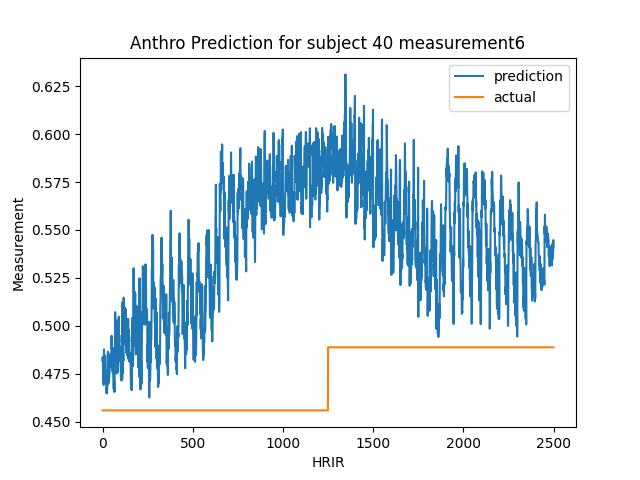 Anthro Prediction for subject 40 measurement6
prediction
actual
Measurement
0.625
0.600
0.575
0.550
0.525
0.500
0.475
0.450
0
500
1000
1500
2000
2500
HRIR